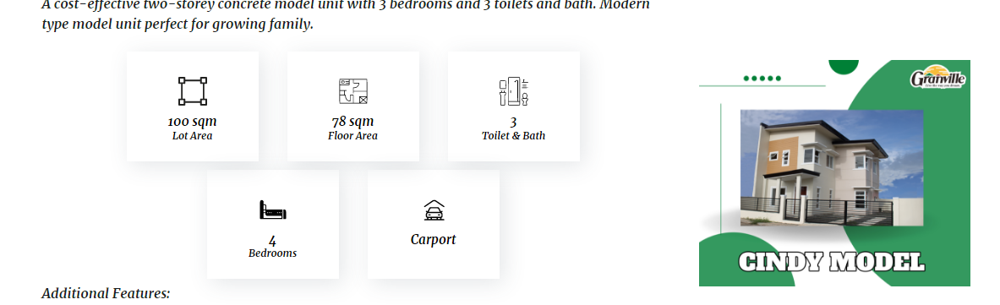 A cost-effective two-storey concrete model unit with 3 bedrooms and 3 toilets and bath. Modern
type model unit perfect for growing family.
100 sqm
Lot Area
78 sqm
Floor Area
3
Toilet & Bath
4
Bedrooms
Carport
Granville
CINDY MODEL
Additional Features: